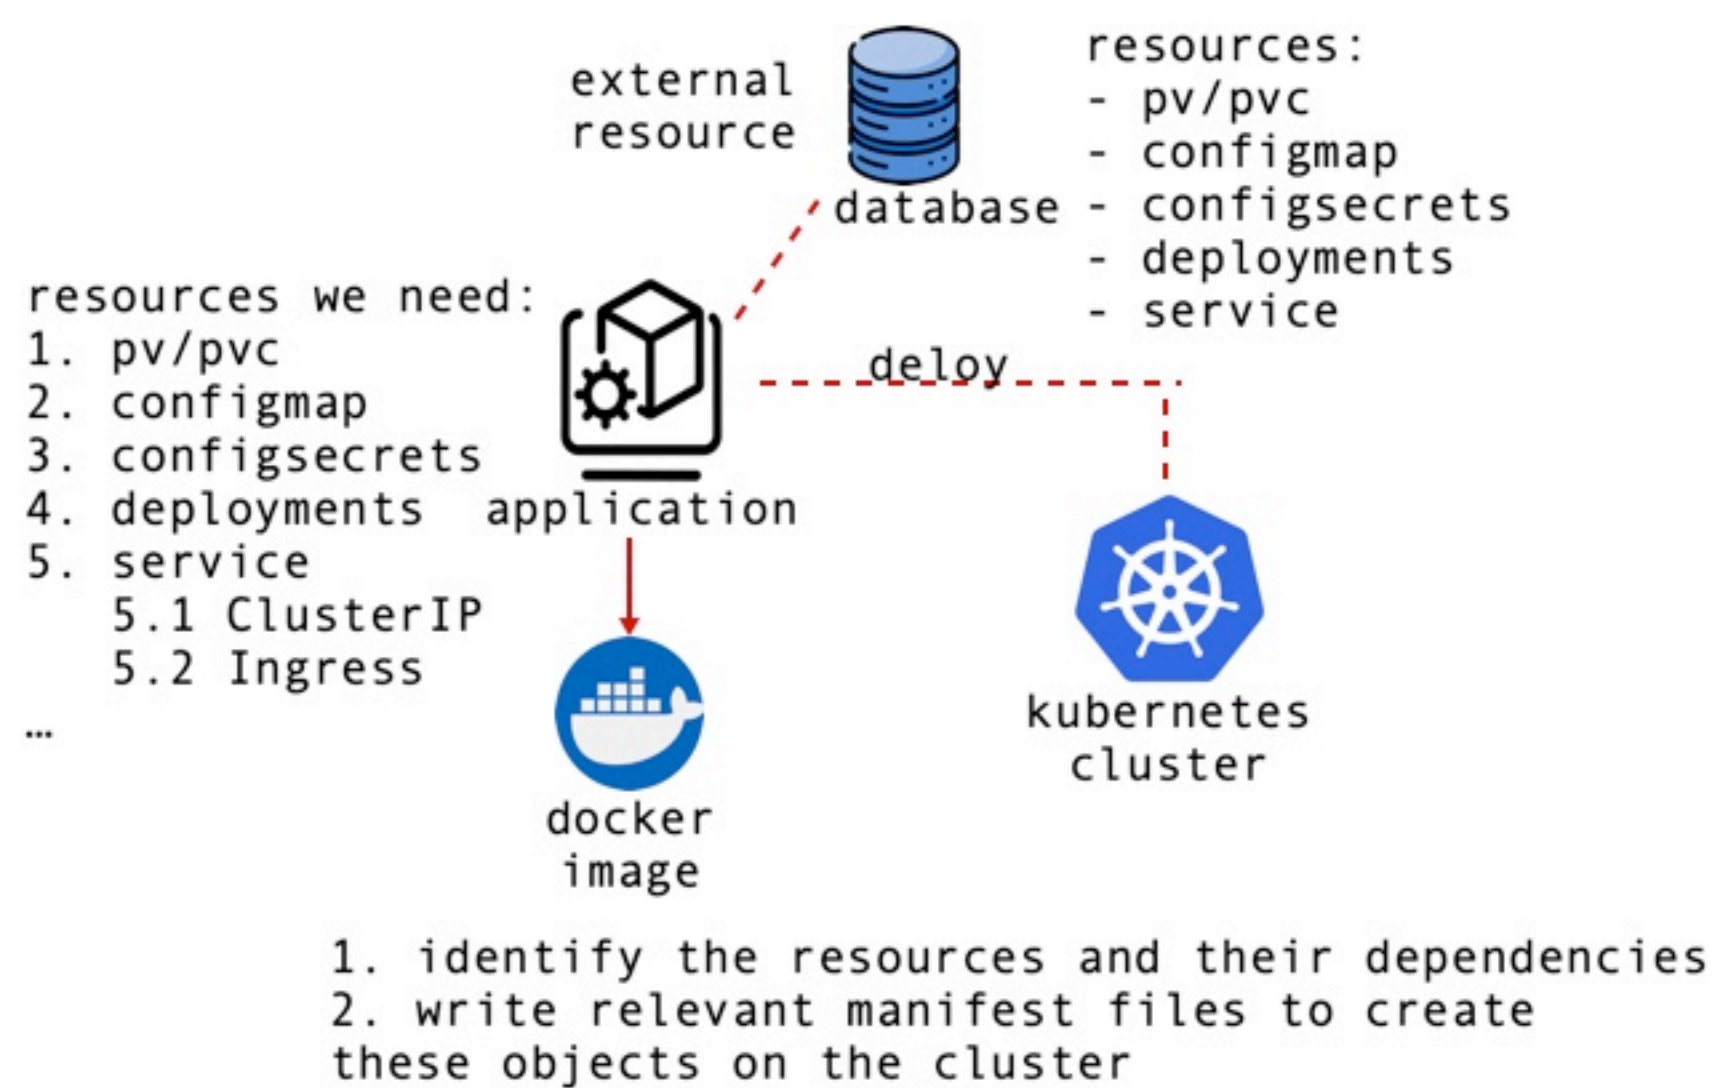 external
resource
database
resources:
- pv/pvc
- configmap
- configsecrets
- deployments
- service
resources we need:
1. pv/pvc
2. configmap
3. configsecrets
4. deployments
5. service
5.1 ClusterIP
5.2 Ingress
…
application
deloy
docker
image
kubernetes
cluster
1. identify the resources and their dependencies
2. write relevant manifest files to create
these objects on the cluster